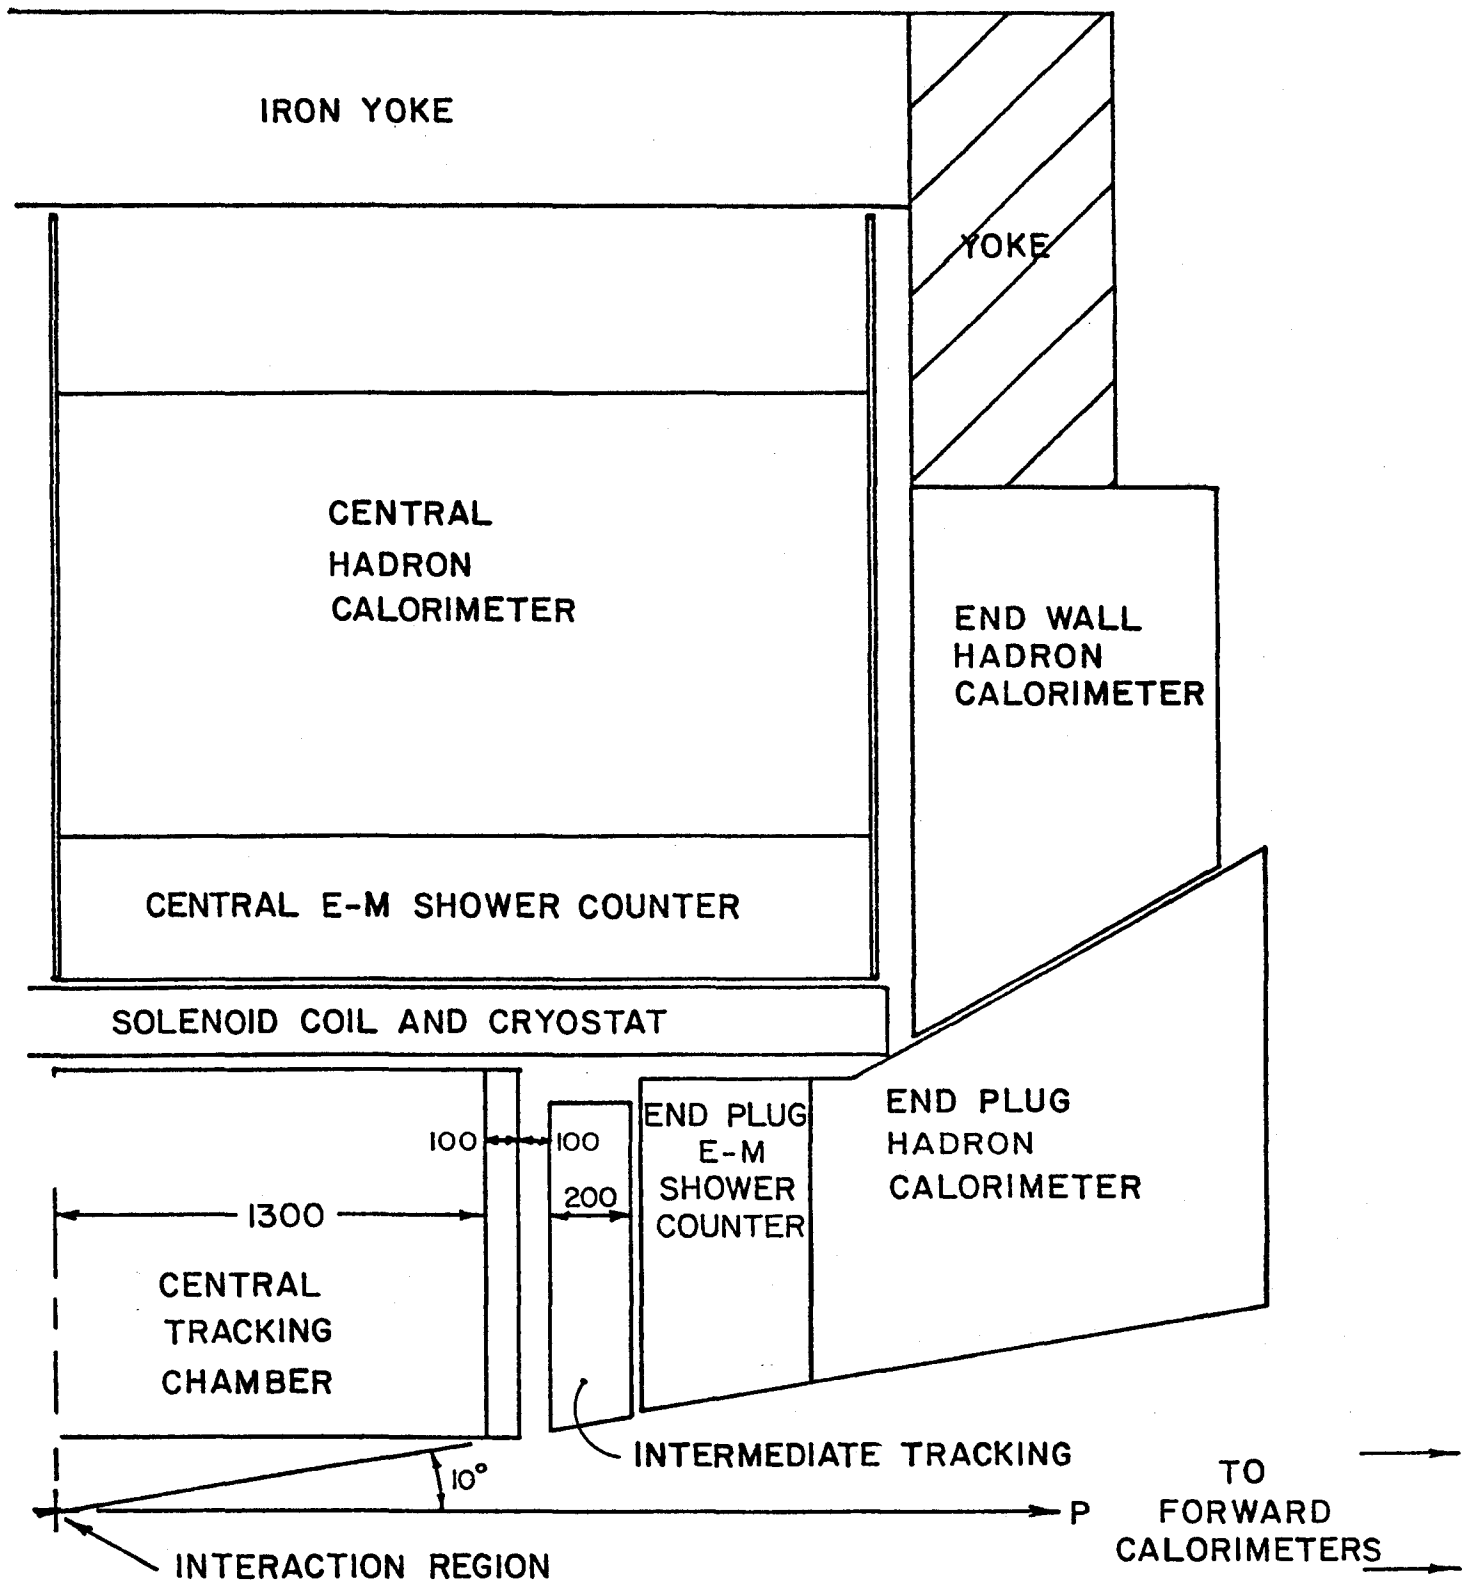 IRON YOKE
YOKE
CENTRAL
HADRON
CALORIMETER
END WALL
HADRON
CALORIMETER
CENTRAL E-M SHOWER COUNTER
SOLENOID COIL AND CRYOSTAT
100
100
200
1300
END PLUG
E-M
SHOWER
COUNTER
END PLUG
HADRON
CALORIMETER
CENTRAL
TRACKING
CHAMBER
INTERMEDIATE TRACKING
10°
P
TO
FORWARD
CALORIMETERS
INTERACTION REGION